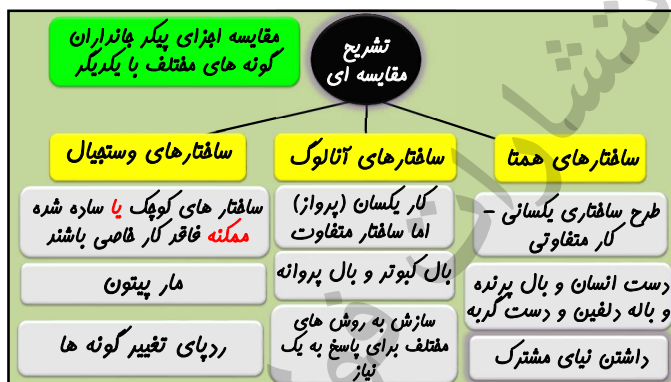 تشریح
مقایسه ای
مقایسه اجزای پیکر جانداران
گونه های مختلف با یکدیگر
ساختارهای همتا
طرح ساختاری یکسانی –
کار متفاوتی
دست انسان و بال پرنده
و باله دلفین و دست گربه
داشتن نیای مشترک
ساختارهای آنالوگ
کار یکسان (پرواز)
اما ساختار متفاوت
بال کبوتر و بال پروانه
سازش به روش های
مختلف برای پاسخ به یک
نیاز
ساختارهای وستجیال
ساختار های کوچک یا ساده شده
ممکنه فاقد کار خاصی باشند
مار پیتون
ردپای تغییر گونه ها